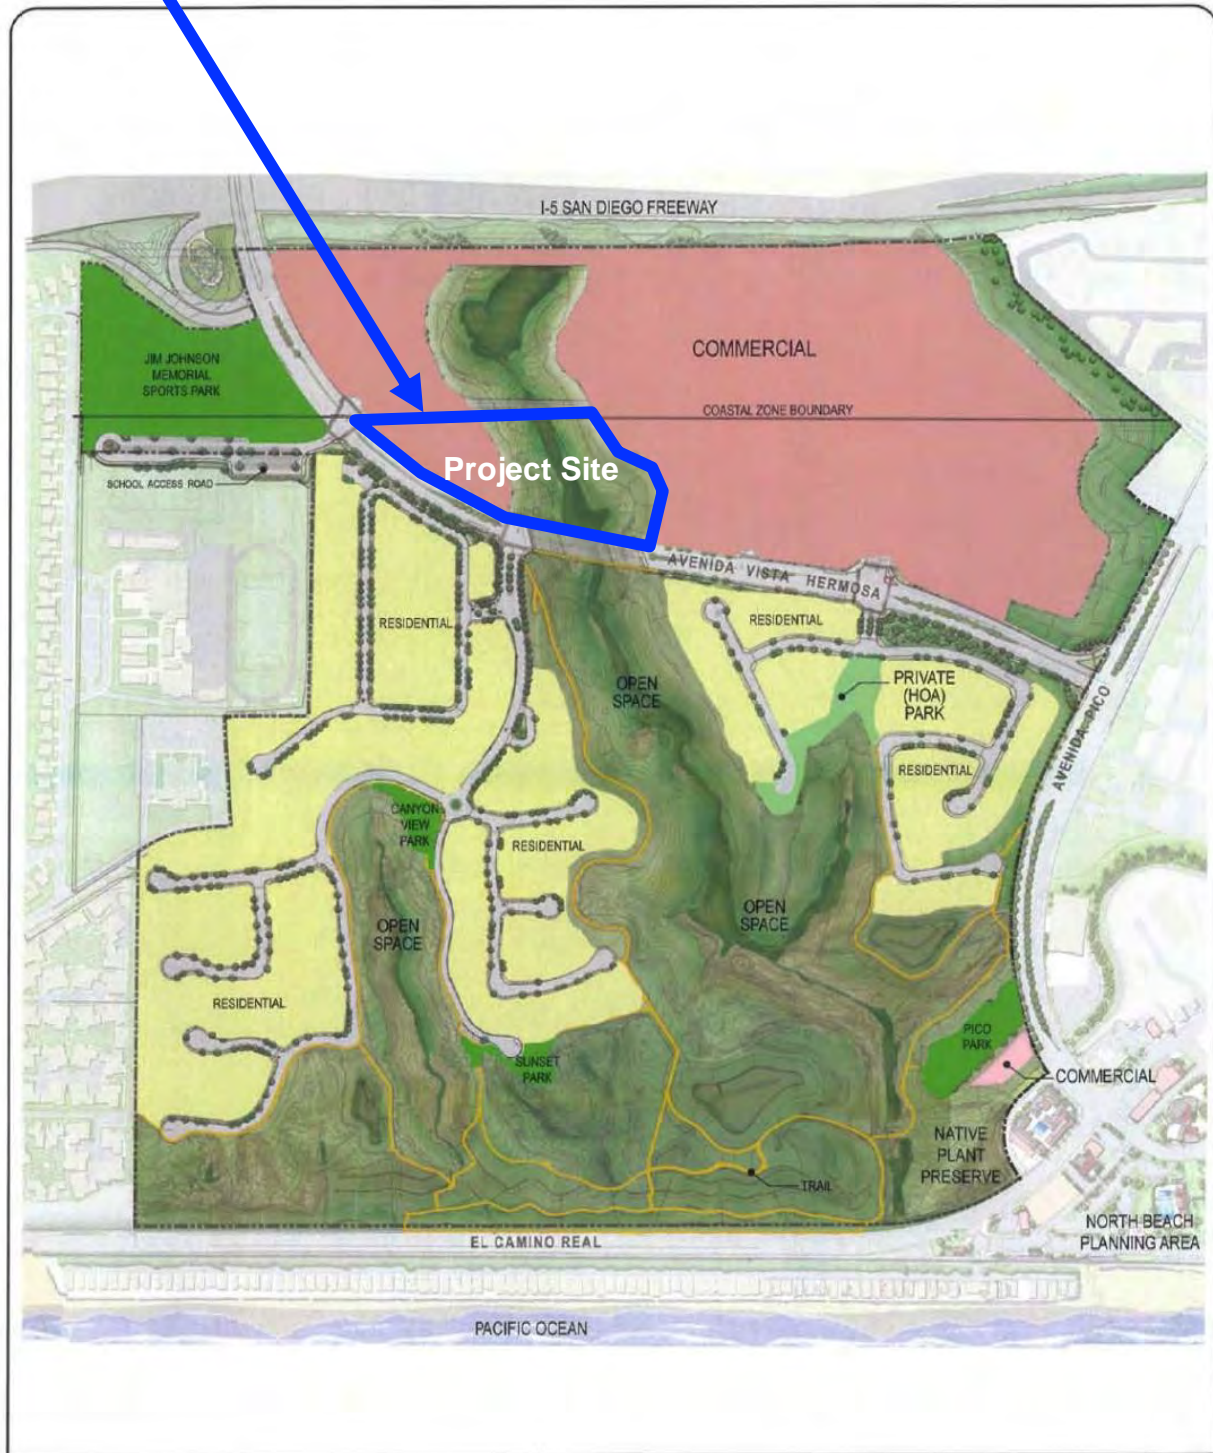 I-5 SAN DIEGO FREEWAY
COMMERCIAL
JIM JOHNSON
MEMORIAL
SPORTS PARK
COASTAL ZONE BOUNDARY
Project Site
SCHOOL ACCESS ROAD
AVENIDA VISTA HERMOSA
RESIDENTIAL
RESIDENTIAL
OPEN
SPACE
PRIVATE
(HOA)
PARK
AVENIDA PICO
RESIDENTIAL
CANYON
VIEW
PARK
RESIDENTIAL
OPEN
SPACE
OPEN
SPACE
RESIDENTIAL
PICO
PARK
SUNSET
PARK
COMMERCIAL
NATIVE
PLANT
PRESERVE
TRAIL
NORTH BEACH
PLANNING AREA
EL CAMINO REAL
PACIFIC OCEAN